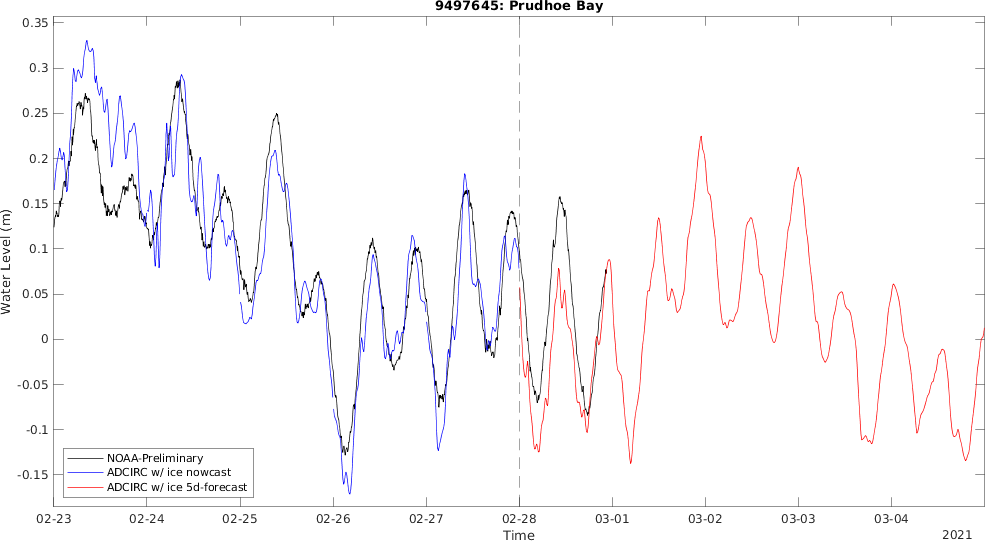 9497645: Prudhoe Bay
0.35
0.3
0.25
0.2
0.15
0.1
0.05
0
-0.05
-0.1
-0.15
Water Level (m)
NOAA-Preliminary
ADCIRC w/ ice nowcast
ADCIRC w/ ice 5d-forecast
02-23 02-24 02-25 02-26 02-27 02-28 03-01 03-02 03-03 03-04
Time
2021